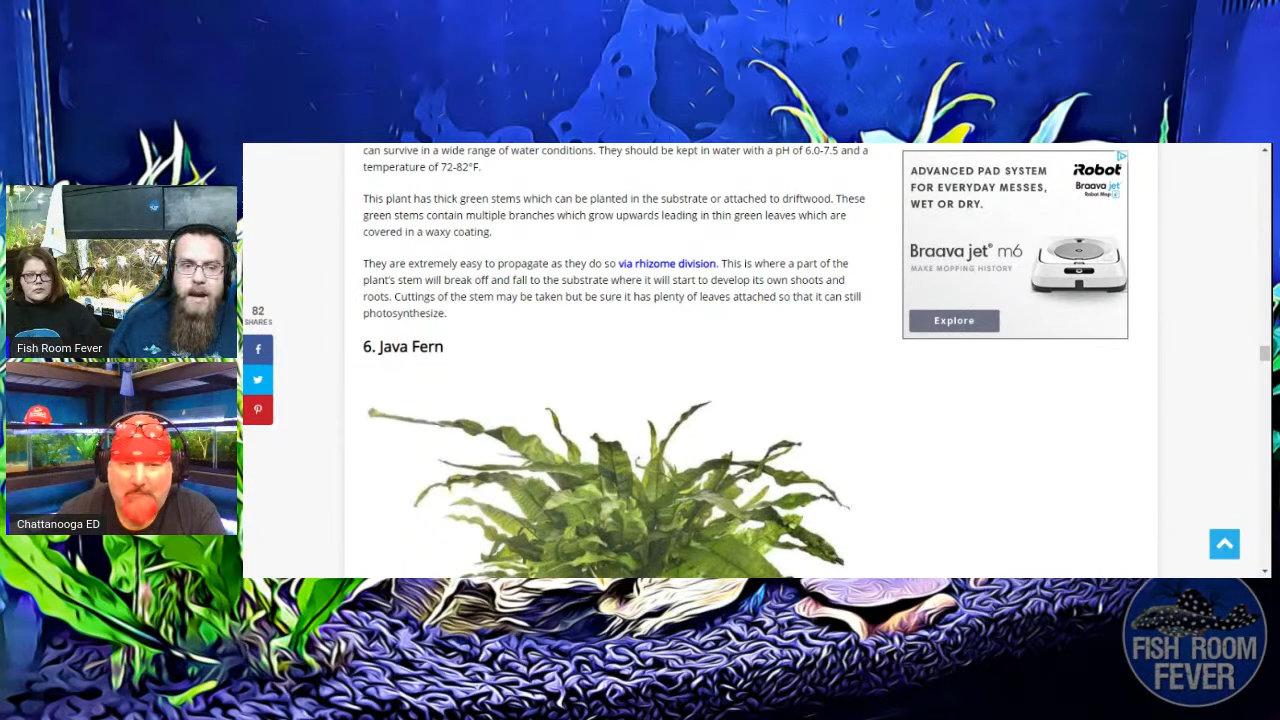 can survive in a wide range of water conditions. They should be kept in water with a pH of 6.0-7.5 and a
temperature of 72-82°F.
This plant has thick green stems which can be planted in the substrate or attached to driftwood. These
green stems contain multiple branches which grow upwards leading in thin green leaves which are
covered in a waxy coating.
They are extremely easy to propagate as they do so via rhizome division. This is where a part of the
plant's stem will break off and fall to the substrate where it will start to develop its own shoots and
roots. Cuttings of the stem may be taken but be sure it has plenty of leaves attached so that it can still
photosynthesize.
6. Java Fern
82
SHARES
ADVANCED PAD SYSTEM
FOR EVERYDAY MESSES,
WET OR DRY.
iRobot
Braava jet
Robot Mop
Braava jet® m6
MAKE MOPPING HISTORY
Explore
Fish Room Fever
Chattanooga ED
FISH ROOM
FEVER